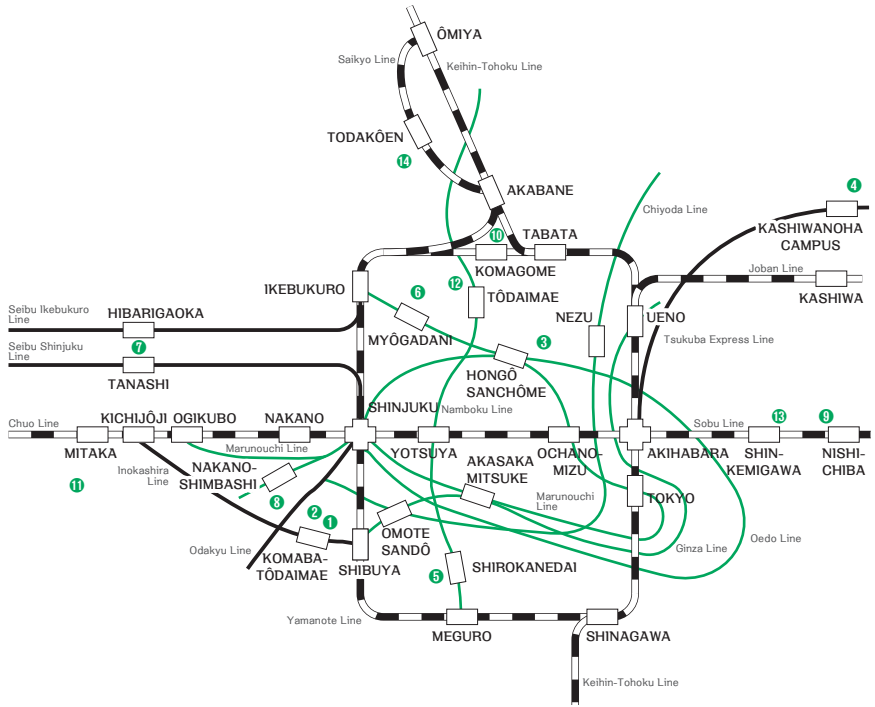 ÔMIYA
Saikyo Line
Keihin-Tohoku Line
TODAKÔEN
14
AKABANE
4
Chiyoda Line
KASHIWANOHA
CAMPUS
10
TABATA
KOMAGOME
Joban Line
IKEBUKURO
12
KASHIWA
6
TÔDAIMAE
Seibu Ikebukuro
Line
HIBARIGAOKA
NEZU
UENO
MYÔGADANI
3
Tsukuba Express Line
Seibu Shinjuku
Line
7
HONGÔ
SANCHÔME
TANASHI
SHINJUKU
Namboku Line
Chuo Line
KICHIJÔJI
OGIKUBO
NAKANO
Sobu Line
13
9
MITAKA
Marunouchi Line
YOTSUYA
OCHANO-
MIZU
AKIHABARA
SHIN-
KEMIGAWA
NISHI-
CHIBA
Inokashira
Line
NAKANO-
SHIMBASHI
AKASAKA
MITSUKE
11
8
Marunouchi
Line
TOKYO
2
1
OMOTE
SANDÔ
Oedo Line
Odakyu Line
Ginza Line
KOMABA-
TÔDAIMAE
SHIBUYA
5
SHIROKANEDAI
Yamanote Line
MEGURO
SHINAGAWA
Keihin-Tohoku Line